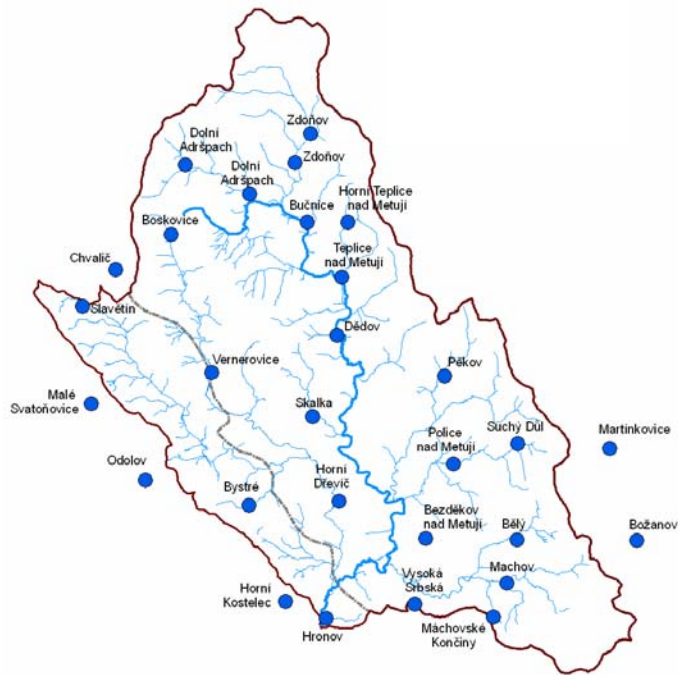 Zdoňov
Dolní
Adršpach
Zdoňov
Dolní
Adršpach
Horní Teplice
nad Metují
Bučnice
Boskovice
Teplice
nad Metují
Chvalič
Slavětín
Dědov
Vernerovice
Pěkov
Malé
Svatoňovice
Skalka
Suchý Důl
Police
nad Metují
Martinkovice
Odolov
Bystré
Horní
Dřevíč
Bezděkov
nad Metují
Bělý
Božanov
Machov
Vysoká
Srbská
Horní
Kostelec
Machovské
Končiny
Hronov